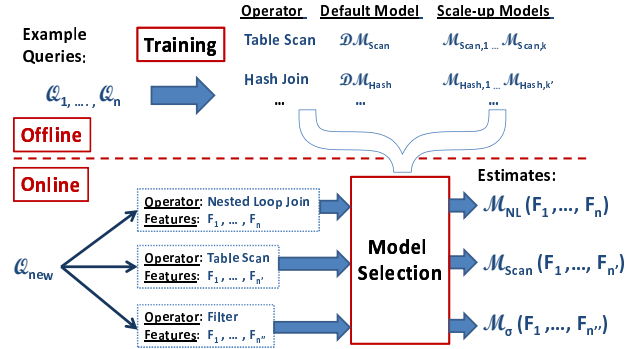 Operator Default Model Scale-up Models
Example Queries:
Training
Table Scan 𝒟ℳScan ℳScan,1 ... ℳScan,k
𝒬1, ...., 𝒬n
Hash Join 𝒟ℳHash ℳHash,1 ... ℳHash,k'
... ... ...
Offline
Online
Estimates:
Operator: Nested Loop Join
Features: F1 , ... , Fn
ℳNL (F1 ,..., Fn)
𝒬new
Operator: Table Scan
Features: F1 , ... , Fn'
Model Selection
ℳScan (F1 ,..., Fn')
Operator: Filter
Features: F1 , ... , Fn''
ℳσ (F1 ,..., Fn'')